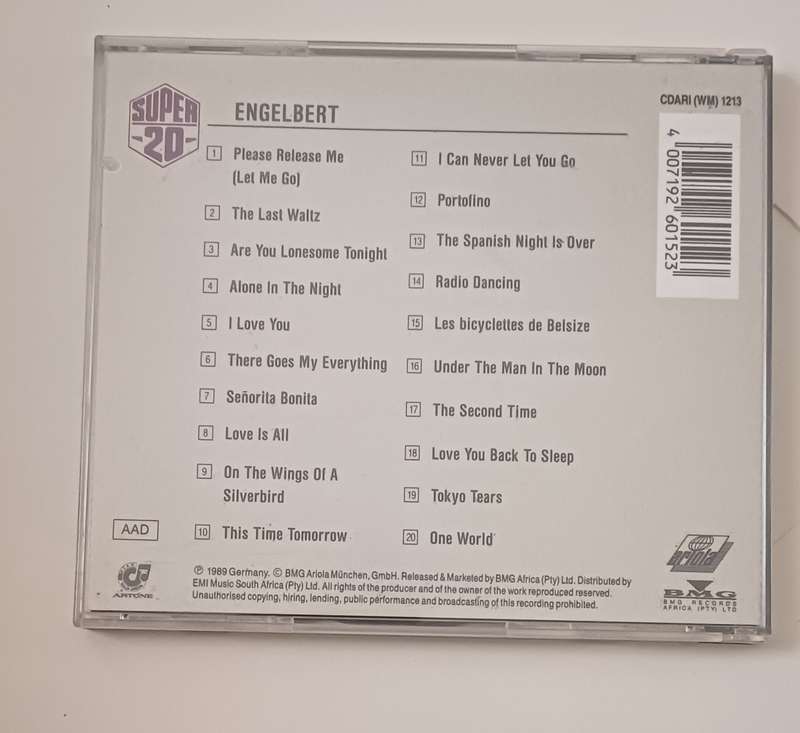 SUPER
-20-
ENGELBERT
CDARI (WM) 1213
4 007192 601523
1 Please Release Me
(Let Me Go)
2 The Last Waltz
3 Are You Lonesome Tonight
4 Alone In The Night
5 I Love You
6 There Goes My Everything
7 Señorita Bonita
8 Love Is All
9 On The Wings Of A
Silverbird
10 This Time Tomorrow
11 I Can Never Let You Go
12 Portofino
13 The Spanish Night Is Over
14 Radio Dancing
15 Les bicyclettes de Belsize
16 Under The Man In The Moon
17 The Second Time
18 Love You Back To Sleep
19 Tokyo Tears
20 One World
AAD
ARTONE
℗ 1989 Germany. © BMG Ariola München, GmbH. Released & Marketed by BMG Africa (Pty) Ltd. Distributed by
EMI Music South Africa (Pty) Ltd. All rights of the producer and of the owner of the work reproduced reserved.
Unauthorised copying, hiring, lending, public performance and broadcasting of this recording prohibited.
ariola
BMG
BMG RECORDS
AFRICA (PTY) LTD